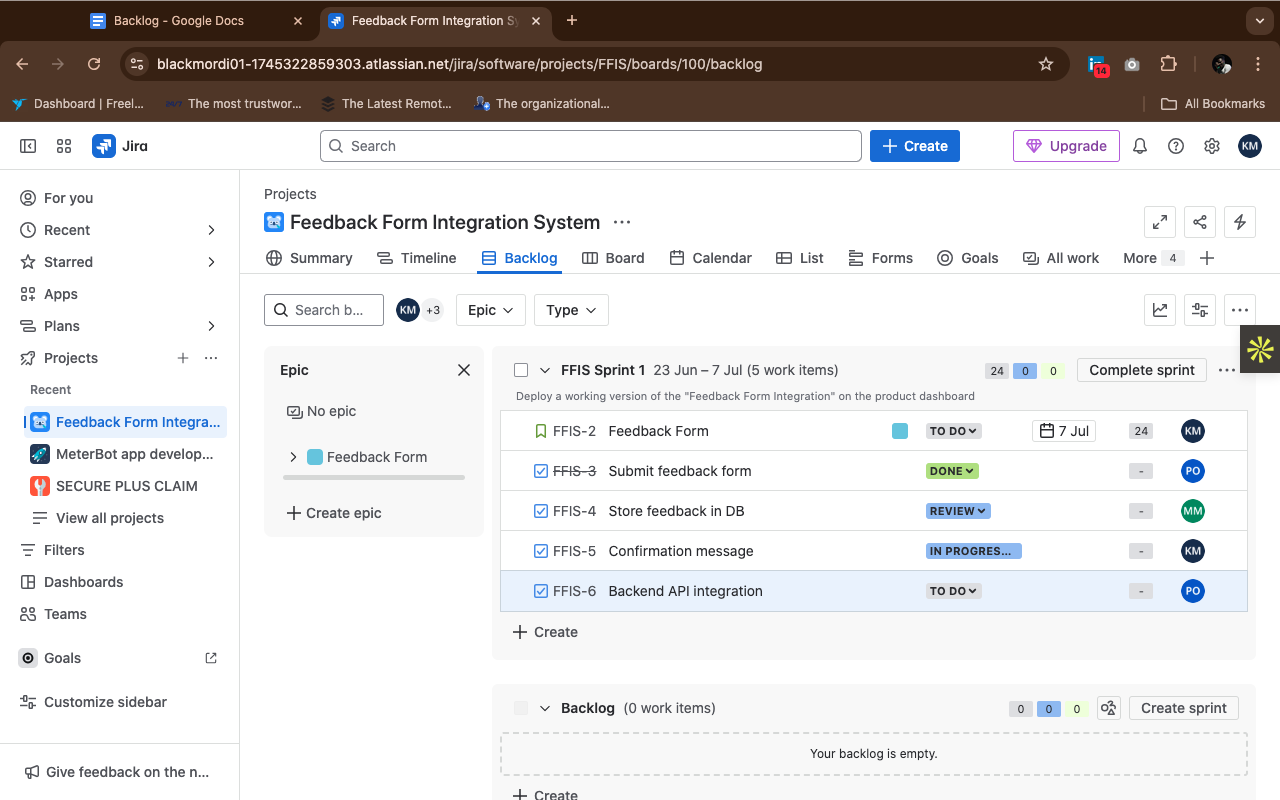 Backlog - Google Docs
Feedback Form Integration S
blackmordi01-1745322859303.atlassian.net/jira/software/projects/FFIS/boards/100/backlog
14
Dashboard | Freel...
24/7 The most trustwor...
The Latest Remot...
The organizational...
All Bookmarks
Jira
Search
Create
Upgrade
KM
For you
Recent
Starred
Apps
Plans
Projects
Recent
Feedback Form Integra...
MeterBot app develop...
SECURE PLUS CLAIM
View all projects
Filters
Dashboards
Teams
Goals
Customize sidebar
Give feedback on the n...
Projects
Feedback Form Integration System
Summary Timeline Backlog Board Calendar List Forms Goals All work More 4
Search b...
KM +3
Epic
Type
Epic
No epic
Feedback Form
Create epic
FFIS Sprint 1 23 Jun – 7 Jul (5 work items) 24 0 0 Complete sprint
Deploy a working version of the "Feedback Form Integration" on the product dashboard
FFIS-2 Feedback Form TO DO 7 Jul 24 KM
FFIS-3 Submit feedback form DONE - PO
FFIS-4 Store feedback in DB REVIEW - MM
FFIS-5 Confirmation message IN PROGRES... - KM
FFIS-6 Backend API integration TO DO - PO
Create
Backlog (0 work items) 0 0 0 Create sprint
Your backlog is empty.
Create